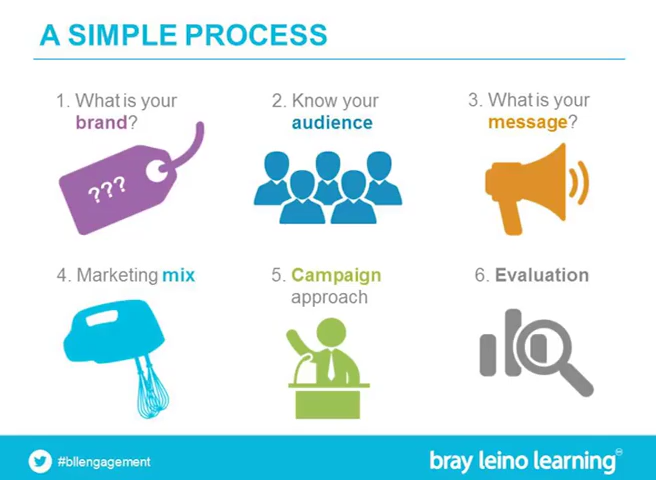 A SIMPLE PROCESS
1. What is your
brand?
2. Know your
audience
3. What is your
message?
???
4. Marketing mix
5. Campaign
approach
6. Evaluation
#bllengagement
bray leino learning